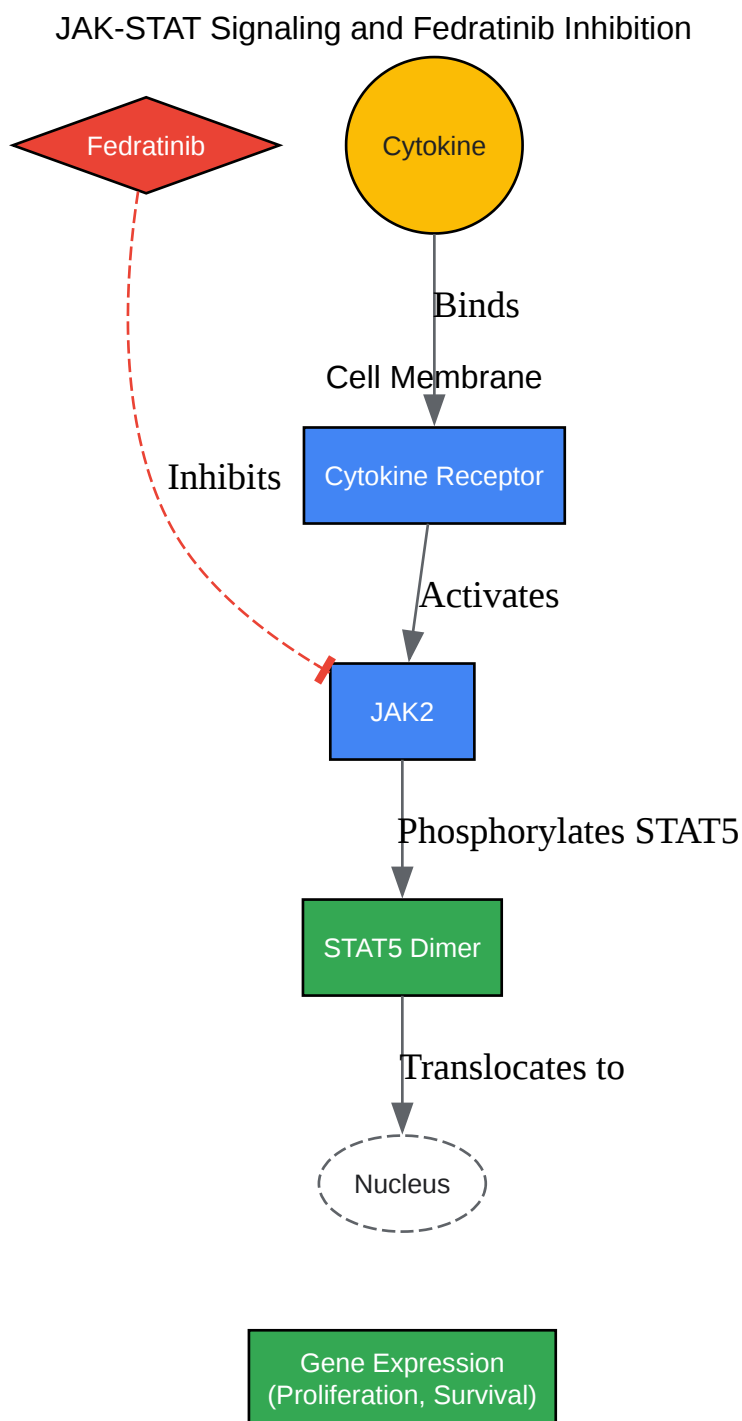 JAK-STAT Signaling and Fedratinib Inhibition
Fedratinib
Cytokine
Binds
Cell Membrane
Cytokine Receptor
Inhibits
Activates
JAK2
Phosphorylates STAT5
STAT5 Dimer
Translocates to
Nucleus
Gene Expression
(Proliferation, Survival)